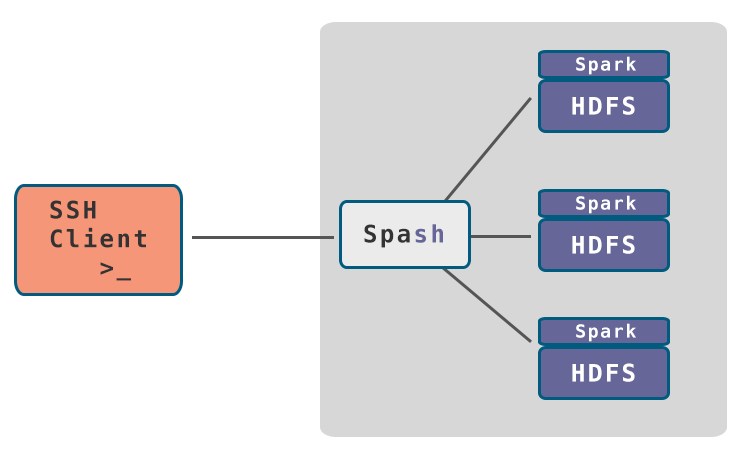 SSH
Client
>_
Spash
Spark
HDFS
Spark
HDFS
Spark
HDFS